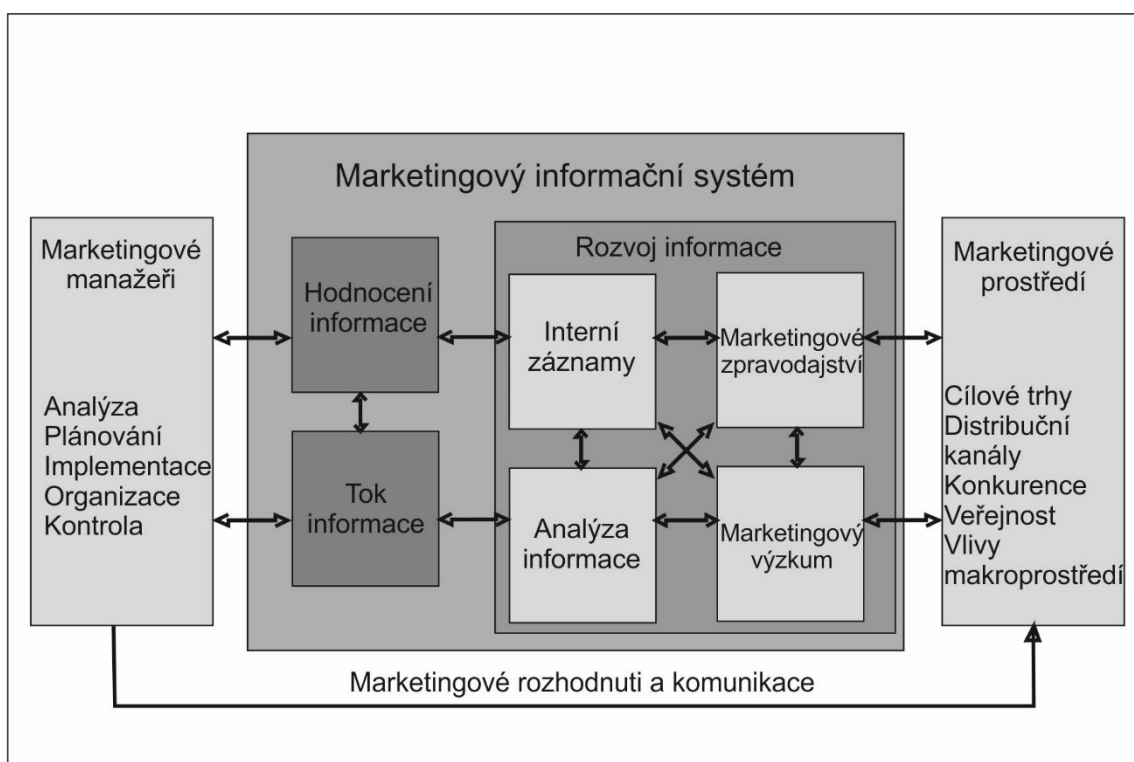 Marketingový informační systém
Marketingové
manažeři
Analýza
Plánování
Implementace
Organizace
Kontrola
Hodnocení
informace
Tok
informace
Rozvoj informace
Interní
záznamy
Marketingové
zpravodajství
Analýza
informace
Marketingový
výzkum
Marketingové
prostředí
Cílové trhy
Distribuční
kanály
Konkurence
Veřejnost
Vlivy
makroprostředí
Marketingové rozhodnuti a komunikace